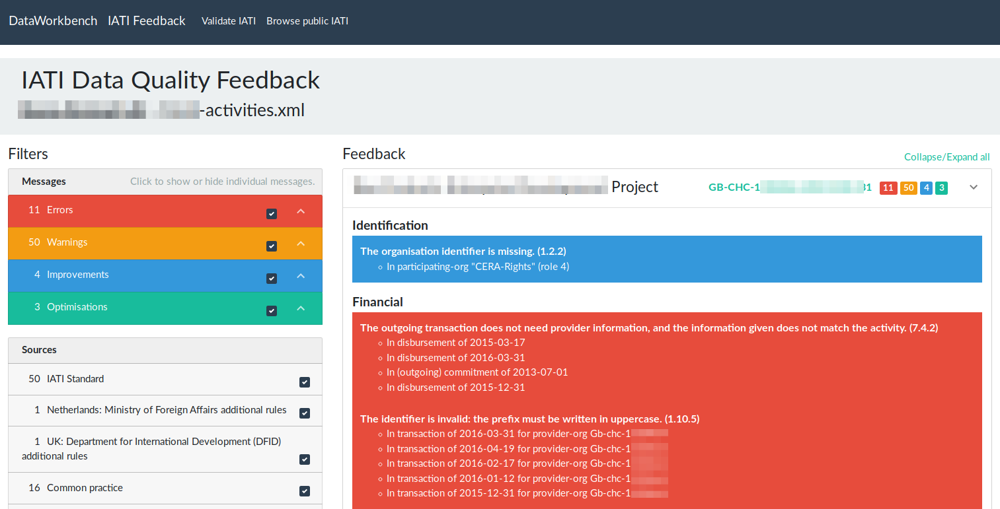 DataWorkbench IATI Feedback Validate IATI Browse public IATI
IATI Data Quality Feedback
-activities.xml
Filters
Messages Click to show or hide individual messages.
11 Errors
50 Warnings
4 Improvements
3 Optimisations
Sources
50 IATI Standard
1 Netherlands: Ministry of Foreign Affairs additional rules
1 UK: Department for International Development (DFID)
additional rules
16 Common practice
Feedback
Collapse/Expand all
Project GB-CHC-1 31 11 50 4 3
Identification
The organisation identifier is missing. (1.2.2)
In participating-org "CERA-Rights" (role 4)
Financial
The outgoing transaction does not need provider information, and the information given does not match the activity. (7.4.2)
In disbursement of 2015-03-17
In disbursement of 2016-03-31
In (outgoing) commitment of 2013-07-01
In disbursement of 2015-12-31
The identifier is invalid: the prefix must be written in uppercase. (1.10.5)
In transaction of 2016-03-31 for provider-org Gb-chc-1
In transaction of 2016-04-19 for provider-org Gb-chc-1
In transaction of 2016-02-17 for provider-org Gb-chc-1
In transaction of 2016-01-12 for provider-org Gb-chc-1
In transaction of 2015-12-31 for provider-org Gb-chc-1